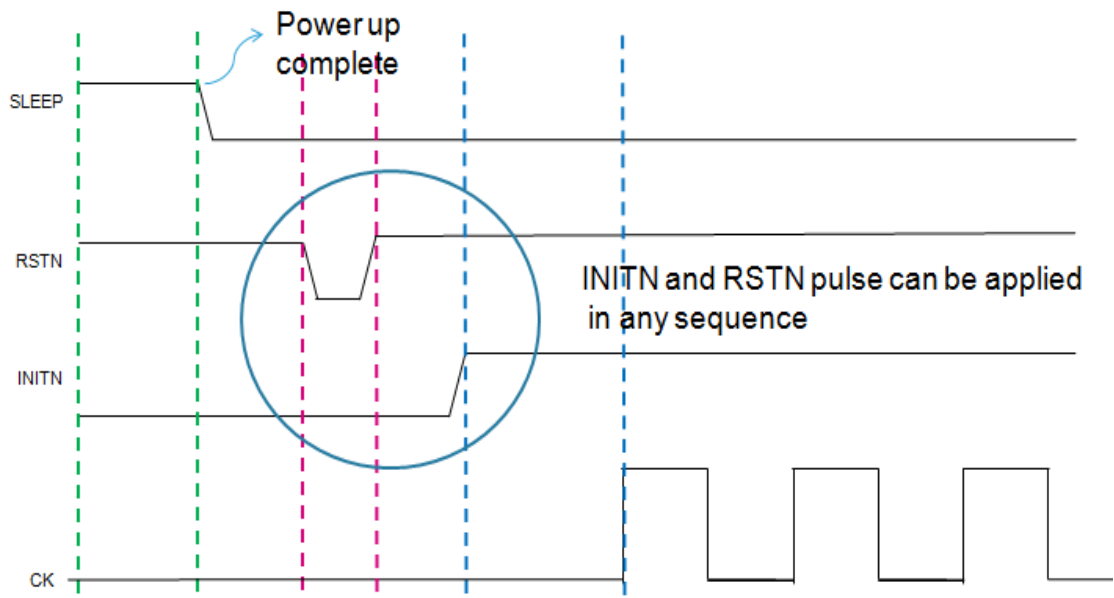 Power up
complete
SLEEP
RSTN
INITN and RSTN pulse can be applied
in any sequence
INITN
CK